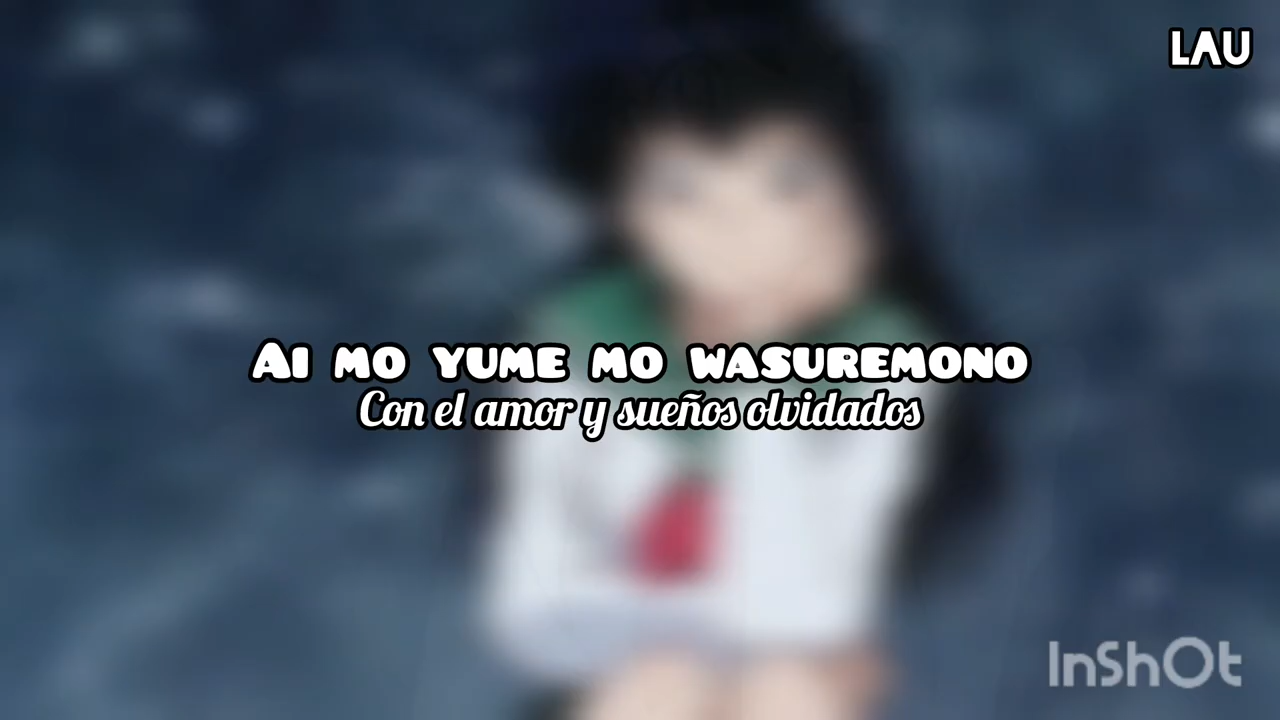 LAU
Ai mo yume mo wasuremono
Con el amor y sueños olvidados
InShOt